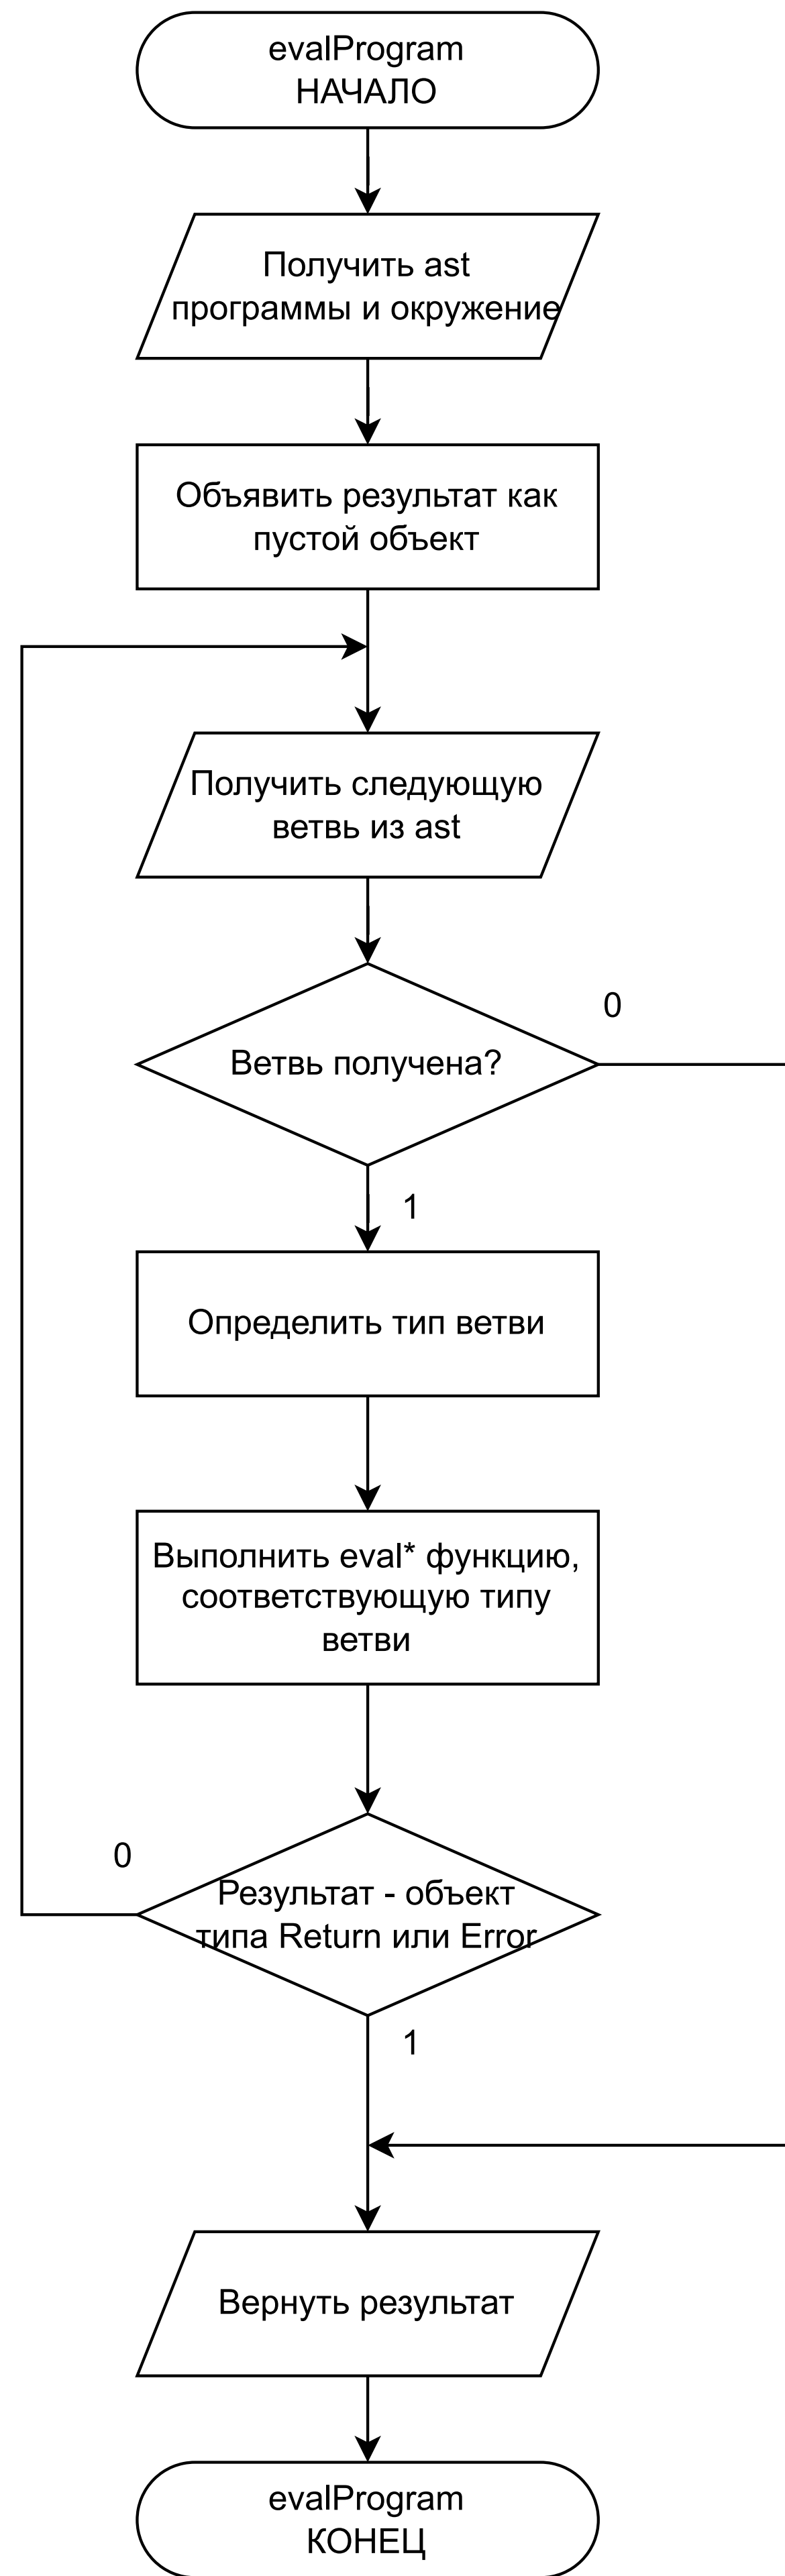 evalProgram
НАЧАЛО
Получить ast
программы и окружение
Объявить результат как
пустой объект
Получить следующую
ветвь из ast
0
Ветвь получена?
1
Определить тип ветви
Выполнить eval* функцию,
соответствующую типу
ветви
0
Результат - объект
типа Return или Error
1
Вернуть результат
evalProgram
КОНЕЦ